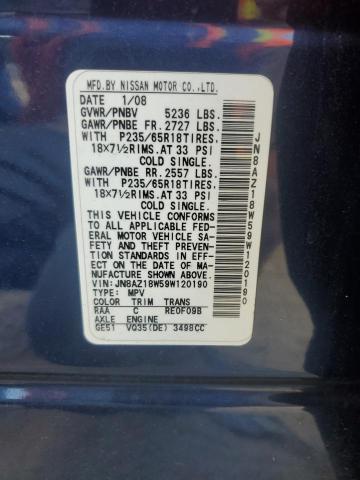 MFD.BY NISSAN MOTOR CO.,LTD.
DATE 1/08
GVWR/PNBV 5236 LBS.
GAWR/PNBE FR. 2727 LBS.
WITH P235/65R18TIRES.
18×7½RIMS.AT 33 PSI
COLD SINGLE.
GAWR/PNBE RR. 2557 LBS.
WITH P235/65R18TIRES.
18×7½RIMS.AT 33 PSI
COLD SINGLE.
THIS VEHICLE CONFORMS
TO ALL APPLICABLE FED-
ERAL MOTOR VEHICLE SA-
FETY AND THEFT PREVEN-
TION STANDARDS IN EFF-
ECT ON THE DATE OF MA-
NUFACTURE SHOWN ABOVE.
VIN:JN8AZ18W59W120190
TYPE: MPV
COLOR TRIM TRANS
RAA C RE0F09B
AXLE ENGINE
GE51 VQ35(DE) 3498CC
JN8AZ18W59W120190